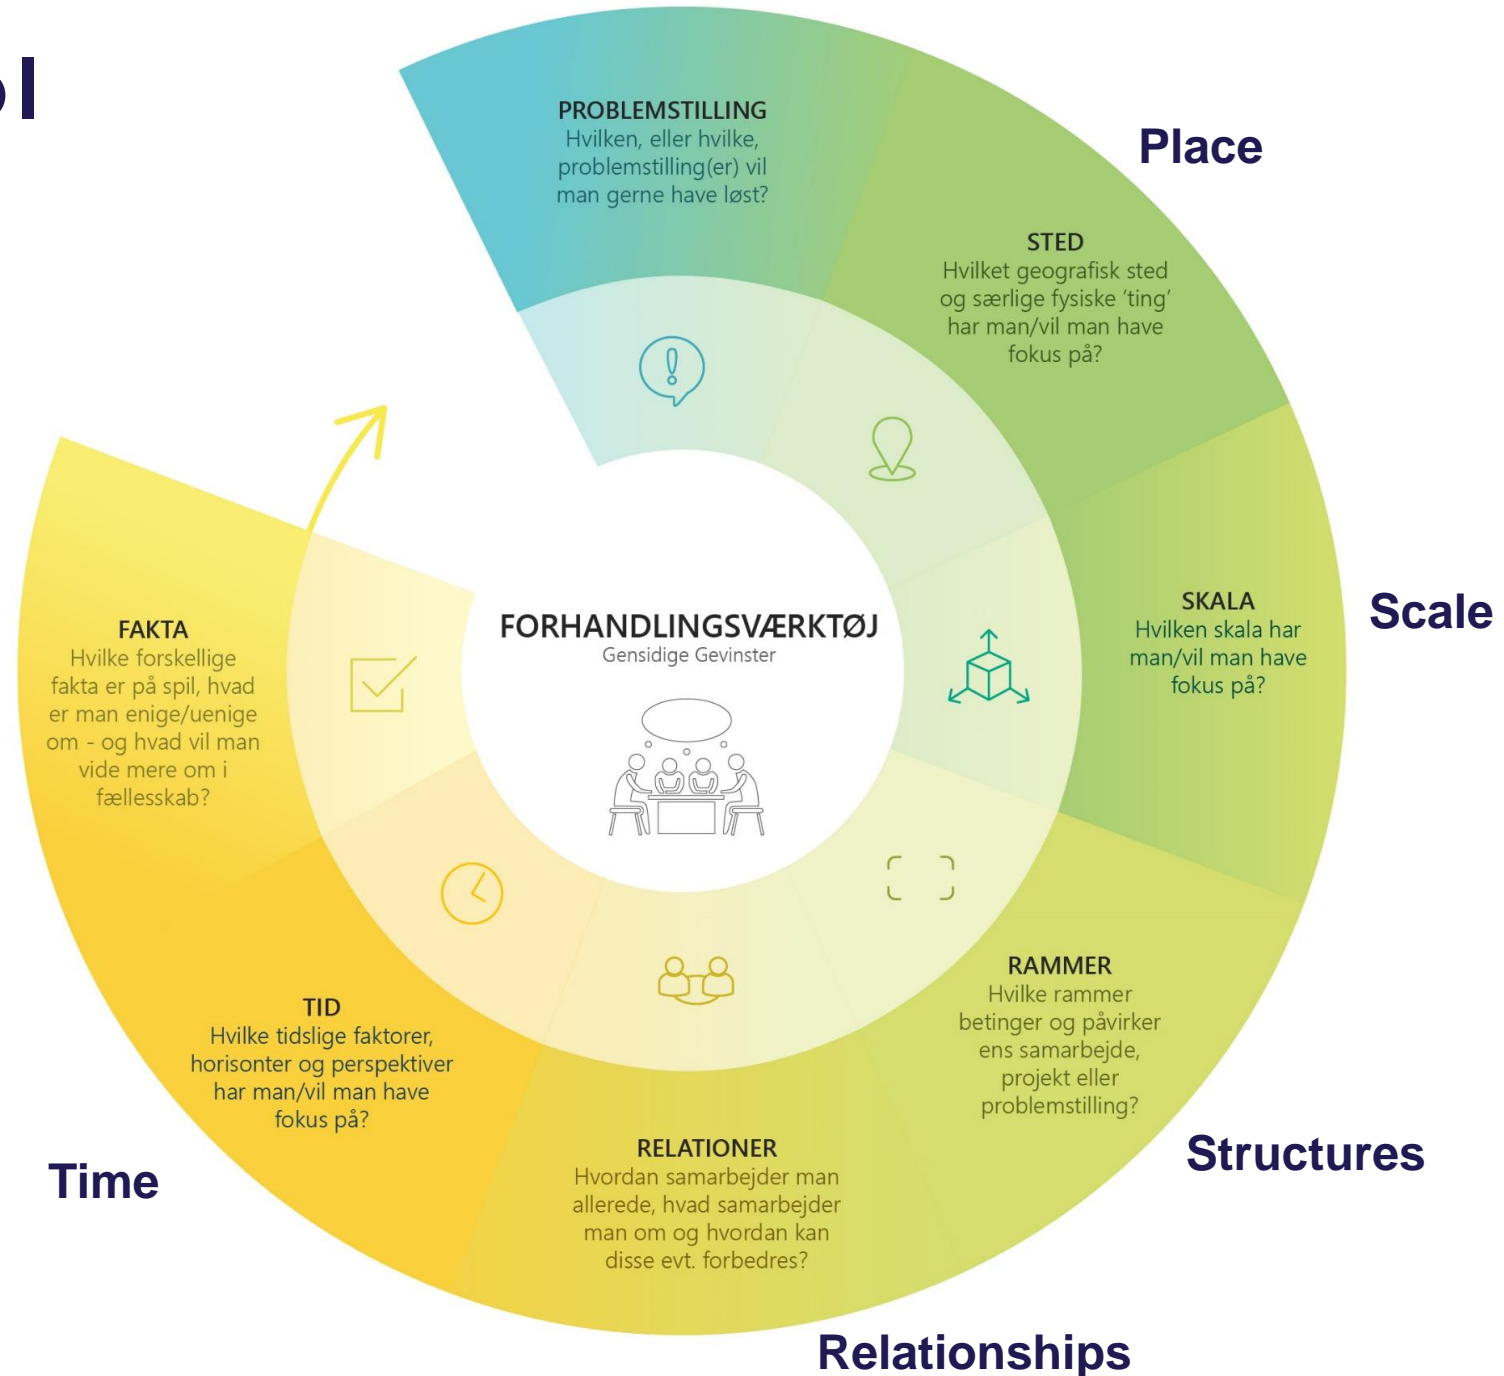 PROBLEMSTILLING
Hvilken, eller hvilke,
problemstilling(er) vil
man gerne have løst?
Place
STED
Hvilket geografisk sted
og særlige fysiske ‘ting’
har man/vil man have
fokus på?
SKALA
Hvilken skala har
man/vil man have
fokus på?
Scale
RAMMER
Hvilke rammer
betinger og påvirker
ens samarbejde,
projekt eller
problemstilling?
Structures
RELATIONER
Hvordan samarbejder man
allerede, hvad samarbejder
man om og hvordan kan
disse evt. forbedres?
Relationships
TID
Hvilke tidslige faktorer,
horisonter og perspektiver
har man/vil man have
fokus på?
Time
FAKTA
Hvilke forskellige
fakta er på spil, hvad
er man enige/uenige
om - og hvad vil man
vide mere om i
fællesskab?
FORHANDLINGSVÆRKTØJ
Gensidige Gevinster